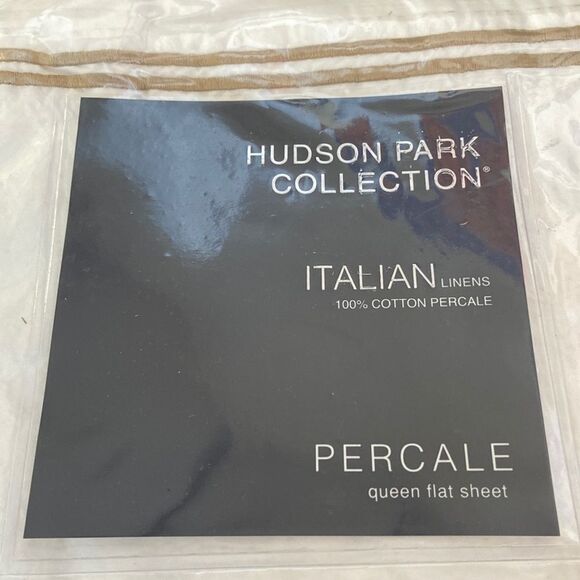 HUDSON PARK
COLLECTION®
ITALIAN LINENS
100% COTTON PERCALE
PERCALE
queen flat sheet